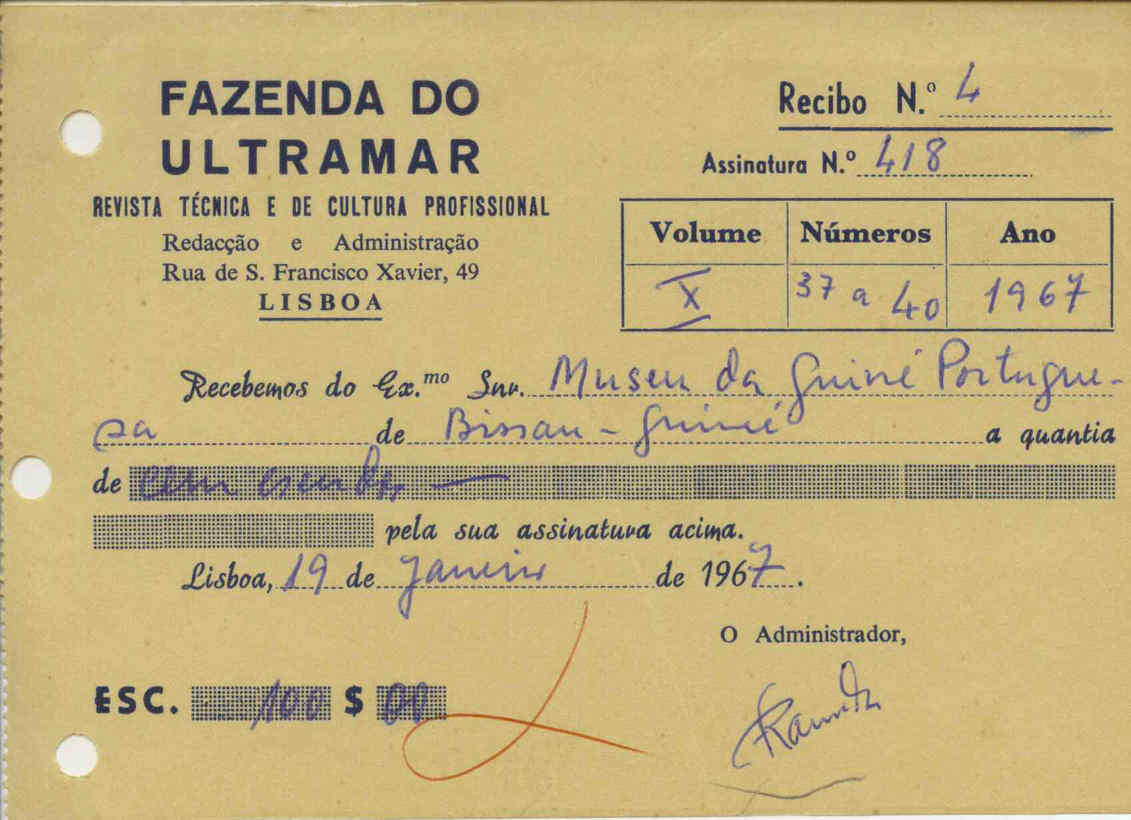 FAZENDA DO
ULTRAMAR
REVISTA TÉCNICA E DE CULTURA PROFISSIONAL
Redacção e Administração
Rua de S. Francisco Xavier, 49
LISBOA
Recibo N.º 4
Assinatura N.º 418
Volume Números Ano
X 37 a 40 1967
Recebemos do Ex.mo Snr. Museu da Guiné Portugue-
sa de Bissau - Guiné a quantia
de cem escudos —
pela sua assinatura acima.
Lisboa, 19 de Janeiro de 1967.
O Administrador,
ESC. 100 $ 00